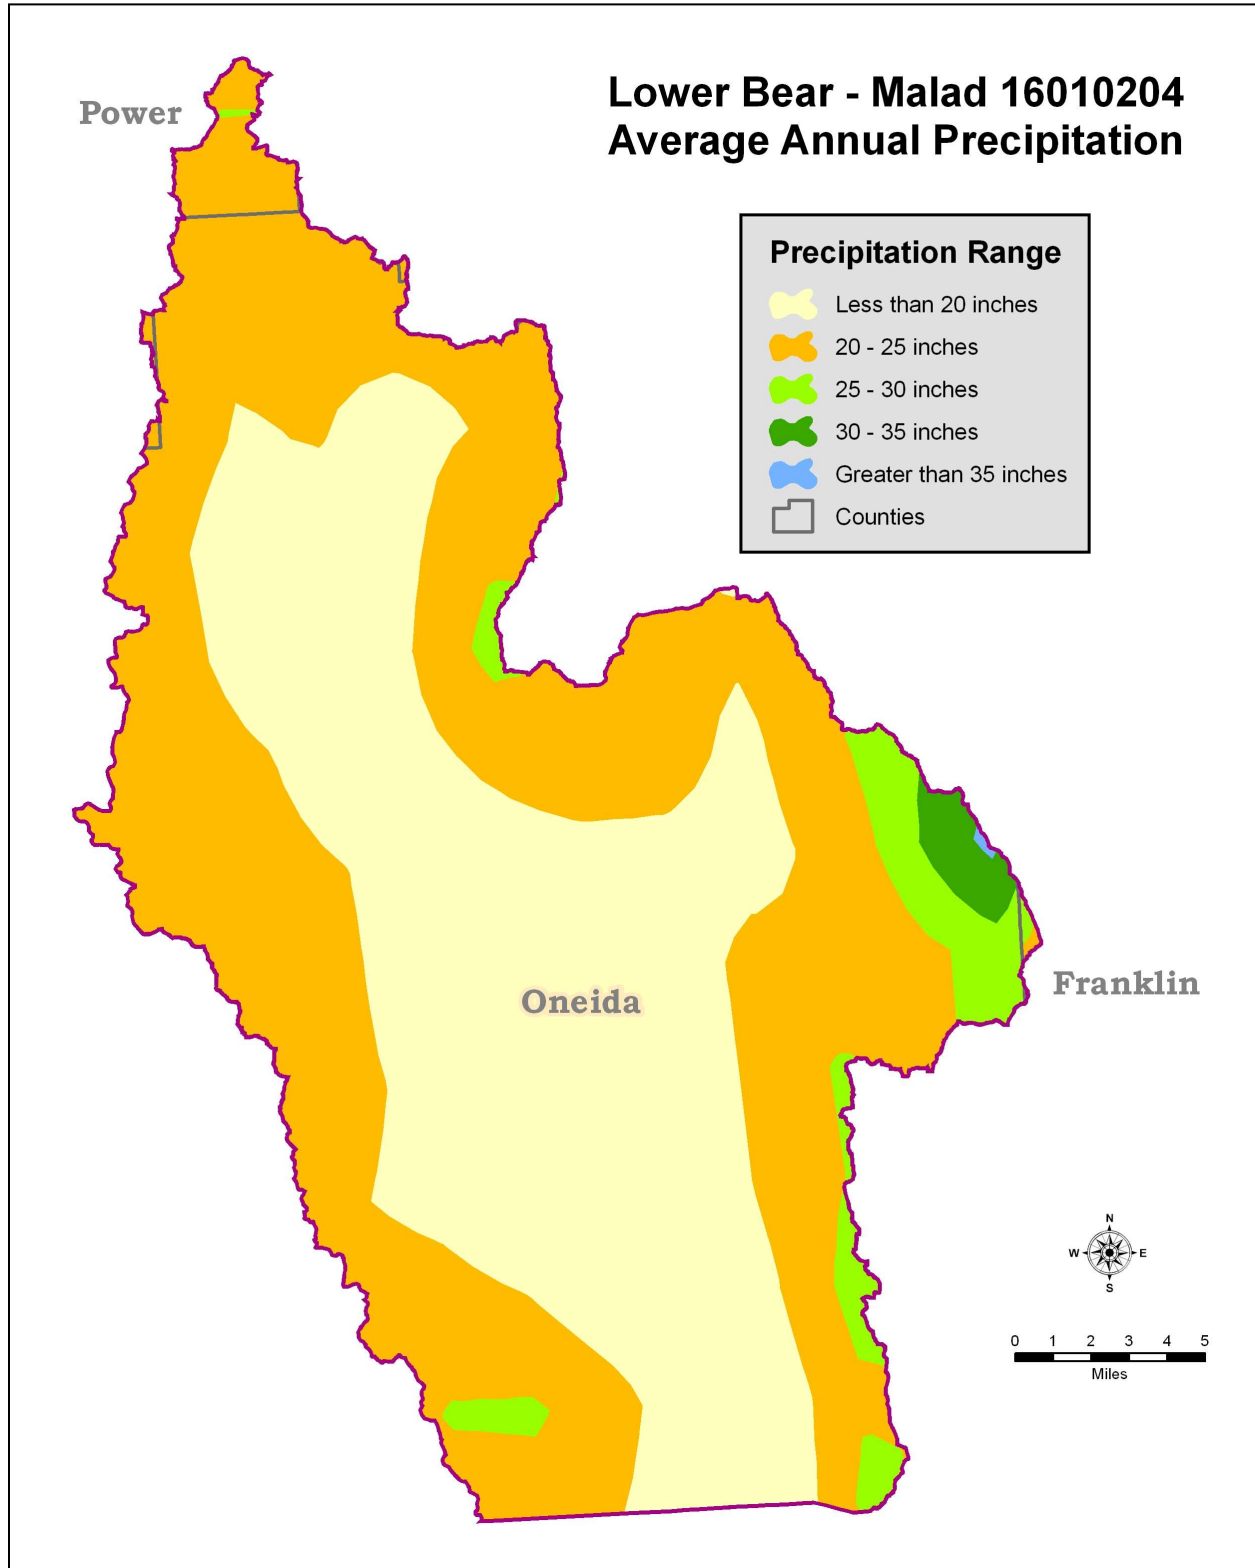 Lower Bear - Malad 16010204
Average Annual Precipitation
Power
Precipitation Range
Less than 20 inches
20 - 25 inches
25 - 30 inches
30 - 35 inches
Greater than 35 inches
Counties
Oneida
Franklin
N
W E
S
0 1 2 3 4 5
Miles